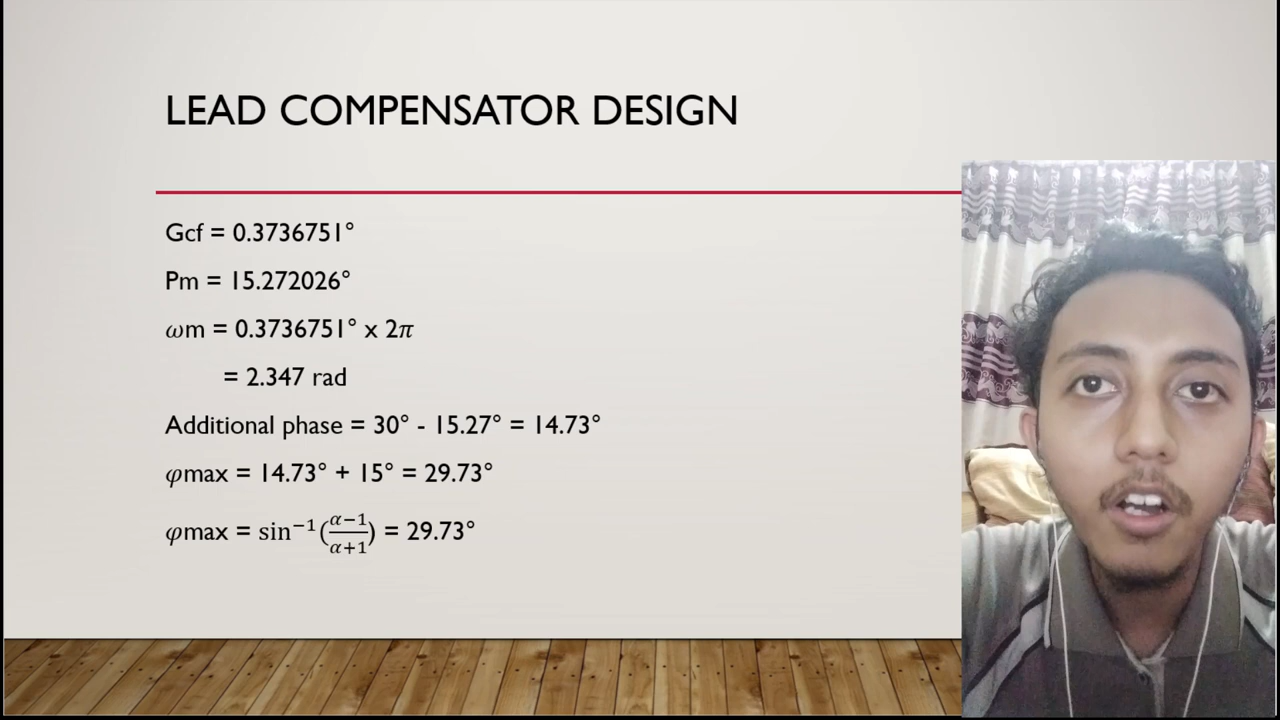 LEAD COMPENSATOR DESIGN
Gcf = 0.3736751°
Pm = 15.272026°
𝜔m = 0.3736751° x 2𝜋
= 2.347 rad
Additional phase = 30° - 15.27° = 14.73°
𝜑max = 14.73° + 15° = 29.73°
𝜑max = sin⁻¹(𝛼−1/𝛼+1) = 29.73°